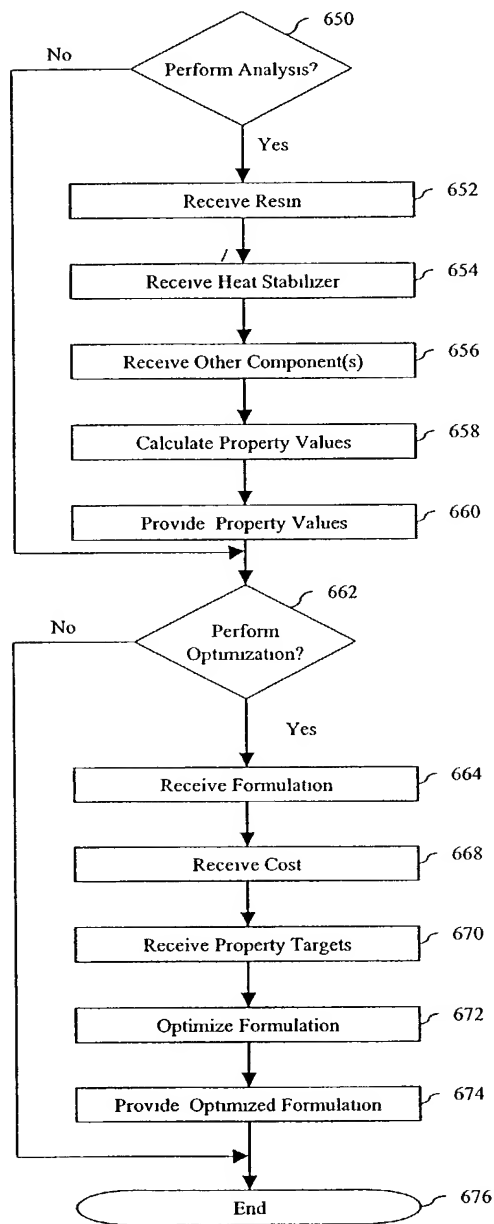 650
No
Perform Analysis?
Yes
652
Receive Resin
654
Receive Heat Stabilizer
656
Receive Other Component(s)
658
Calculate Property Values
660
Provide Property Values
662
No
Perform
Optimization?
Yes
664
Receive Formulation
668
Receive Cost
670
Receive Property Targets
672
Optimize Formulation
674
Provide Optimized Formulation
676
End